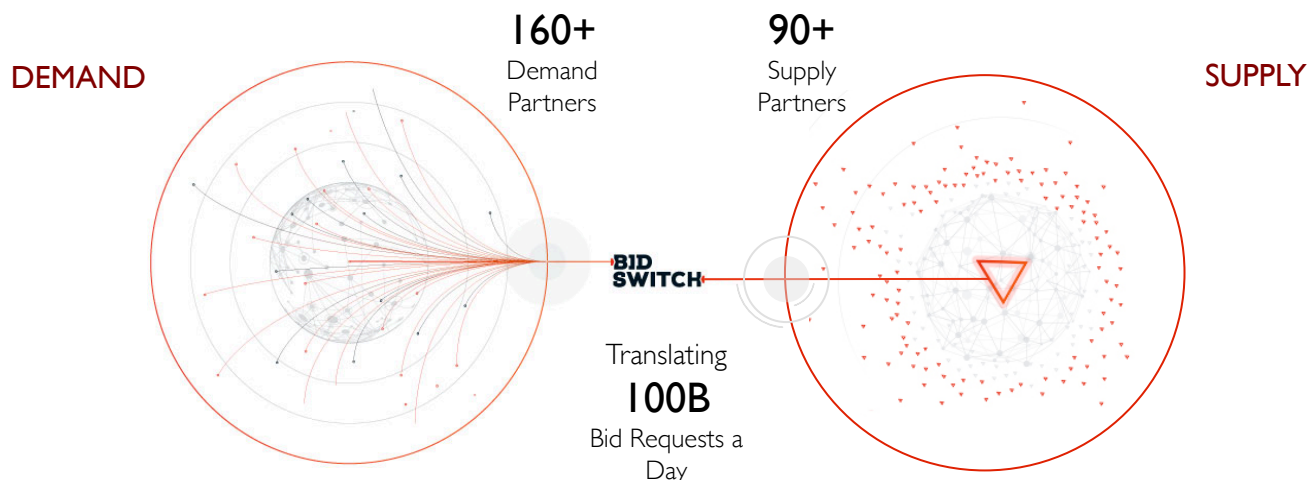 DEMAND
160+
Demand
Partners
90+
Supply
Partners
SUPPLY
BID
SWITCH
Translating
100B
Bid Requests a
Day